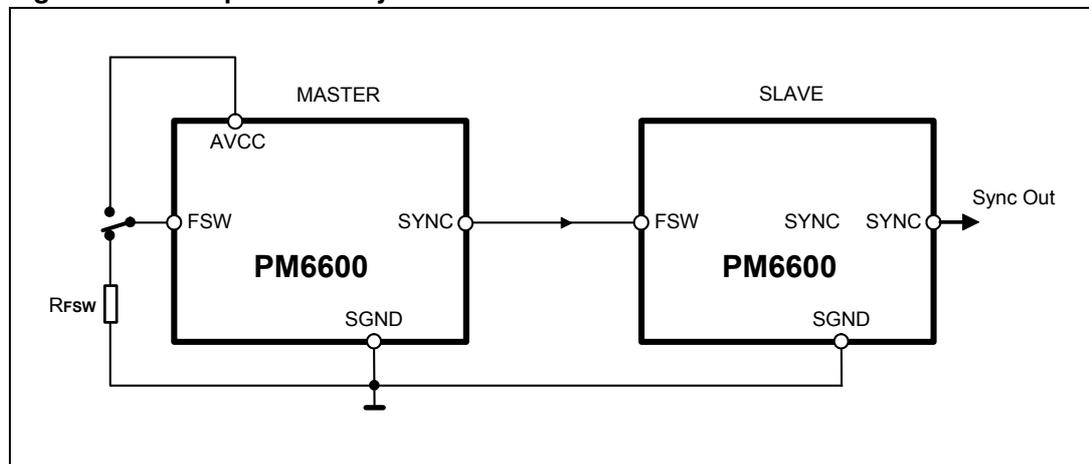 MASTER
SLAVE
AVCC
FSW
SYNC
FSW
SYNC
SYNC
Sync Out
PM6600
PM6600
RFSW
SGND
SGND